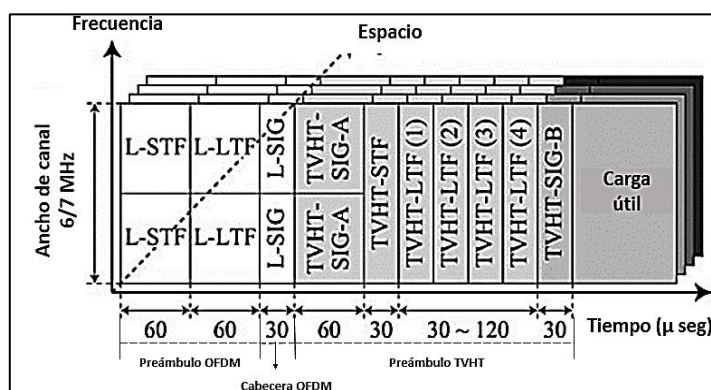 Frecuencia
Espacio
Ancho de canal
6/7 MHz
L-STF
L-LTF
L-SIG
TVHT-
SIG-A
L-STF
L-LTF
L-SIG
TVHT-
SIG-A
TVHT-STF
TVHT-LTF (1)
TVHT-LTF (2)
TVHT-LTF (3)
TVHT-LTF (4)
TVHT-SIG-B
Carga
útil
60 60 30 60 30 30 ~ 120 30 Tiempo (µ seg)
Preámbulo OFDM Preámbulo TVHT
Cabecera OFDM